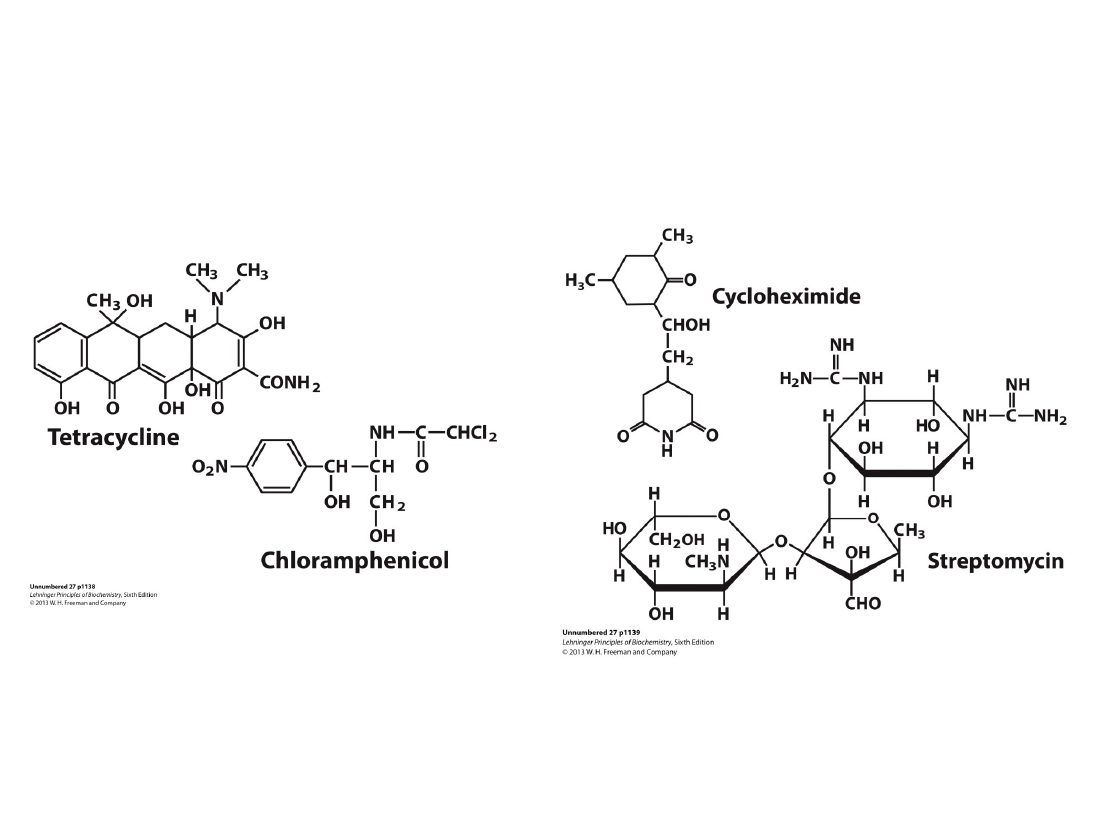 CH3 CH3
N
CH3 OH
H
OH
OH
CONH2
OH O OH O
Tetracycline
NH—C—CHCl2
O
O2N
CH—CH
OH CH2
OH
Chloramphenicol
Unnumbered 27 p1138
Lehninger Principles of Biochemistry, Sixth Edition
© 2013 W. H. Freeman and Company
CH3
H3C
O
Cycloheximide
CHOH
CH2
O N O
H
NH
H2N—C—NH
H
NH
NH—C—NH2
H
H
HO
OH
H
H
H
OH
O
H
O
HO
CH2OH
H
H
CH3N
H
OH
H
H
O
H
O
H
OH
CH3
H
CHO
Streptomycin
Unnumbered 27 p1139
Lehninger Principles of Biochemistry, Sixth Edition
© 2013 W. H. Freeman and Company